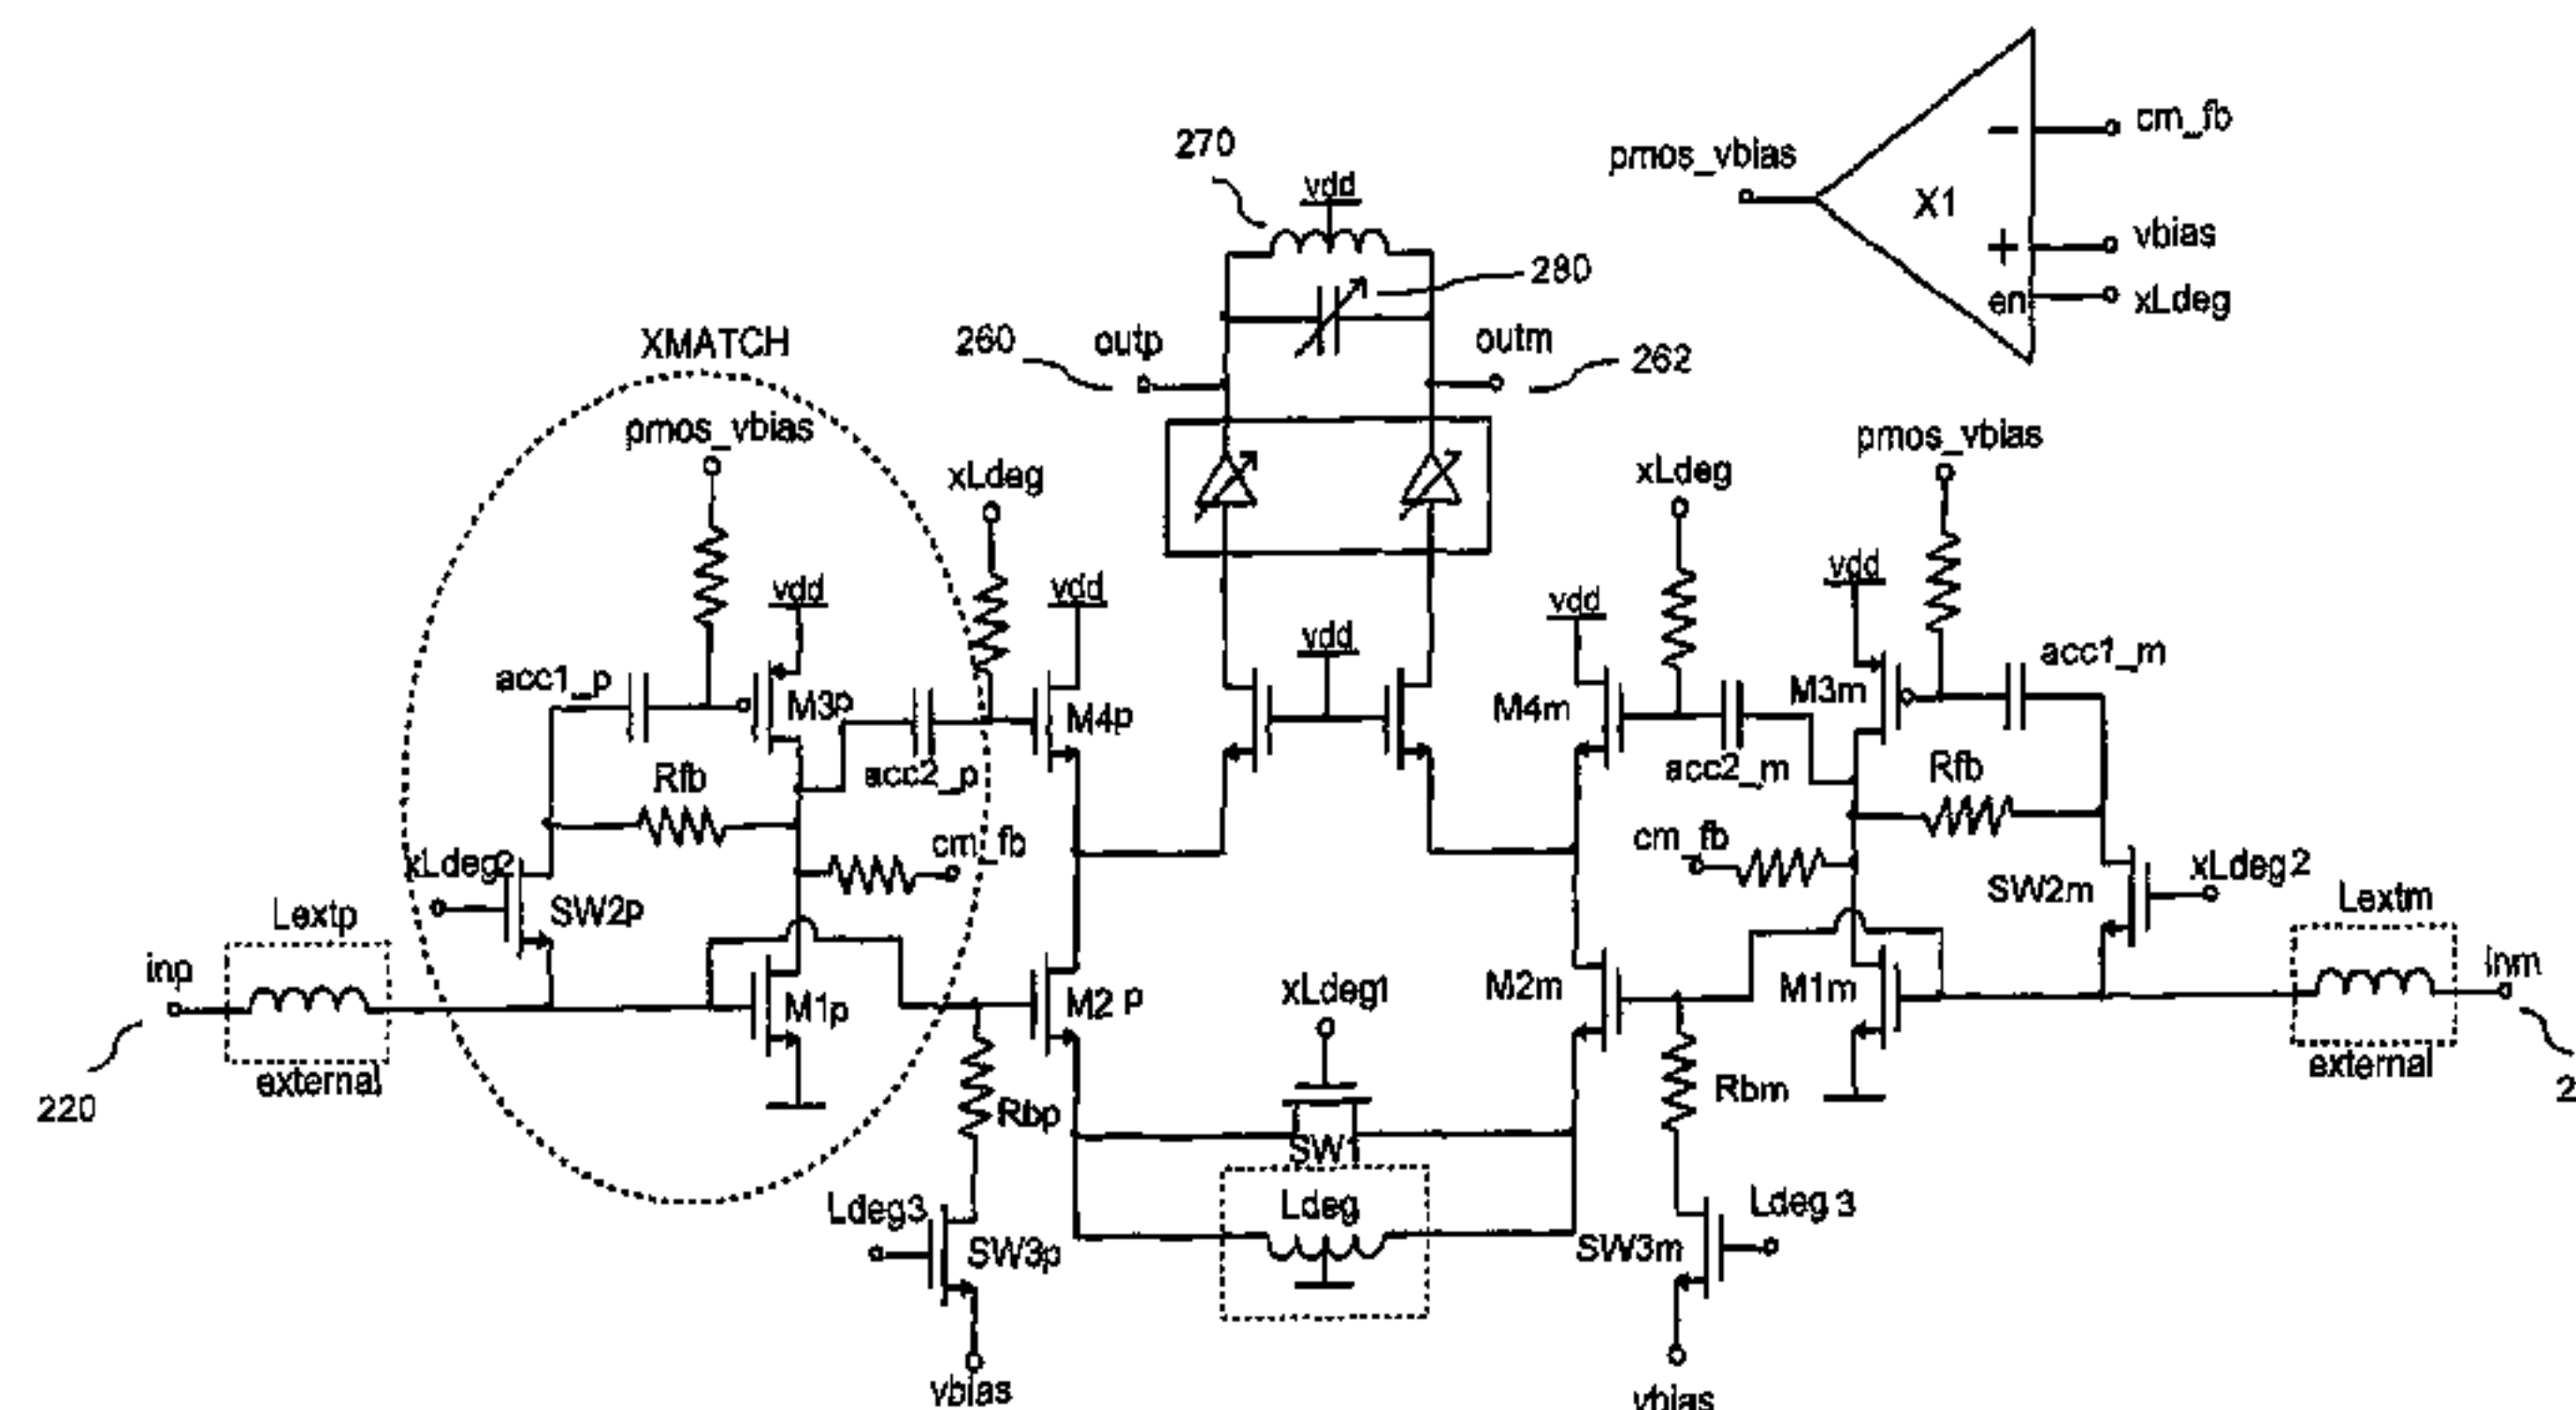 cm_fb
270
pmos_vbias
vdd
X1
vbias
280
en
xLdeg
XMATCH
260
outp
outm
262
pmos_vbias
xLdeg
xLdeg
pmos_vbias
vdd
vdd
vdd
vdd
vdd
acc1_p
M3p
M4p
M4m
M3m
acc1_m
Rfb
acc2_p
acc2_m
Rfb
xLdeg2
SW2p
cm_fb
cm_fb
SW2m
xLdeg2
Lextp
Lextm
inp
M1p
M2 p
xLdeg1
M2m
M1m
inm
external
external
220
Rbp
Rbm
SW1
Ldeg3
Ldeg
Ldeg 3
SW3p
SW3m
vbias
vbias